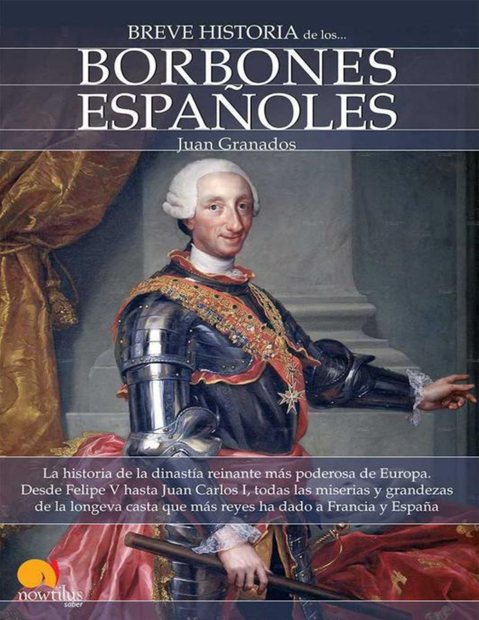 BREVE HISTORIA de los...
BORBONES
ESPAÑOLES
Juan Granados
La historia de la dinastía reinante más poderosa de Europa.
Desde Felipe V hasta Juan Carlos I, todas las miserias y grandezas
de la longeva casta que más reyes ha dado a Francia y España
nowtilus
saber